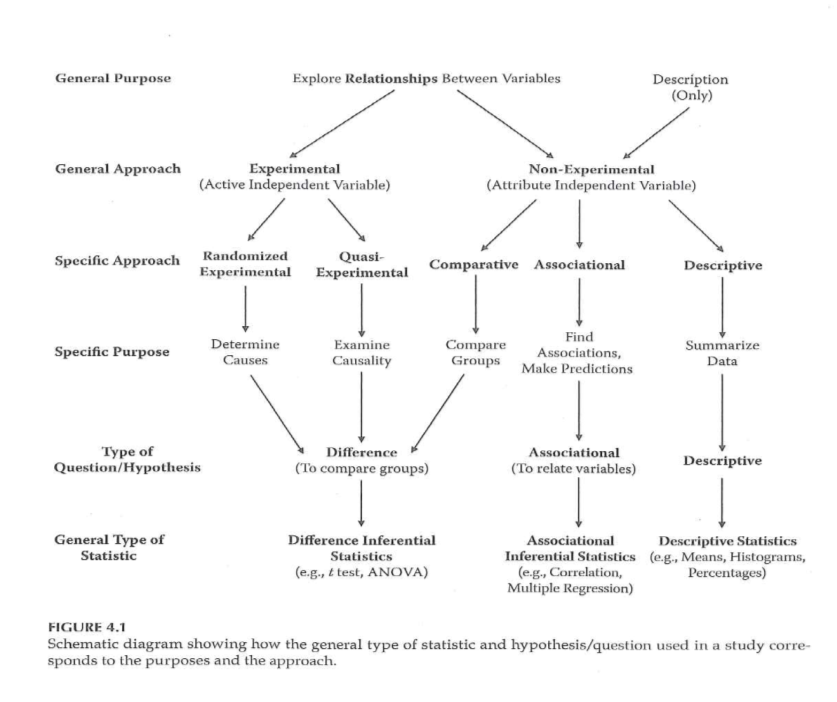 General Purpose
Explore Relationships Between Variables
Description
(Only)
General Approach
Experimental
(Active Independent Variable)
Non-Experimental
(Attribute Independent Variable)
Specific Approach
Randomized
Experimental
Quasi-
Experimental
Comparative
Associational
Descriptive
Specific Purpose
Determine
Causes
Examine
Causality
Compare
Groups
Find
Associations,
Make Predictions
Summarize
Data
Type of
Question/Hypothesis
Difference
(To compare groups)
Associational
(To relate variables)
Descriptive
General Type of
Statistic
Difference Inferential
Statistics
(e.g., t test, ANOVA)
Associational
Inferential Statistics
(e.g., Correlation,
Multiple Regression)
Descriptive Statistics
(e.g., Means, Histograms,
Percentages)
FIGURE 4.1
Schematic diagram showing how the general type of statistic and hypothesis/question used in a study corre-
sponds to the purposes and the approach.